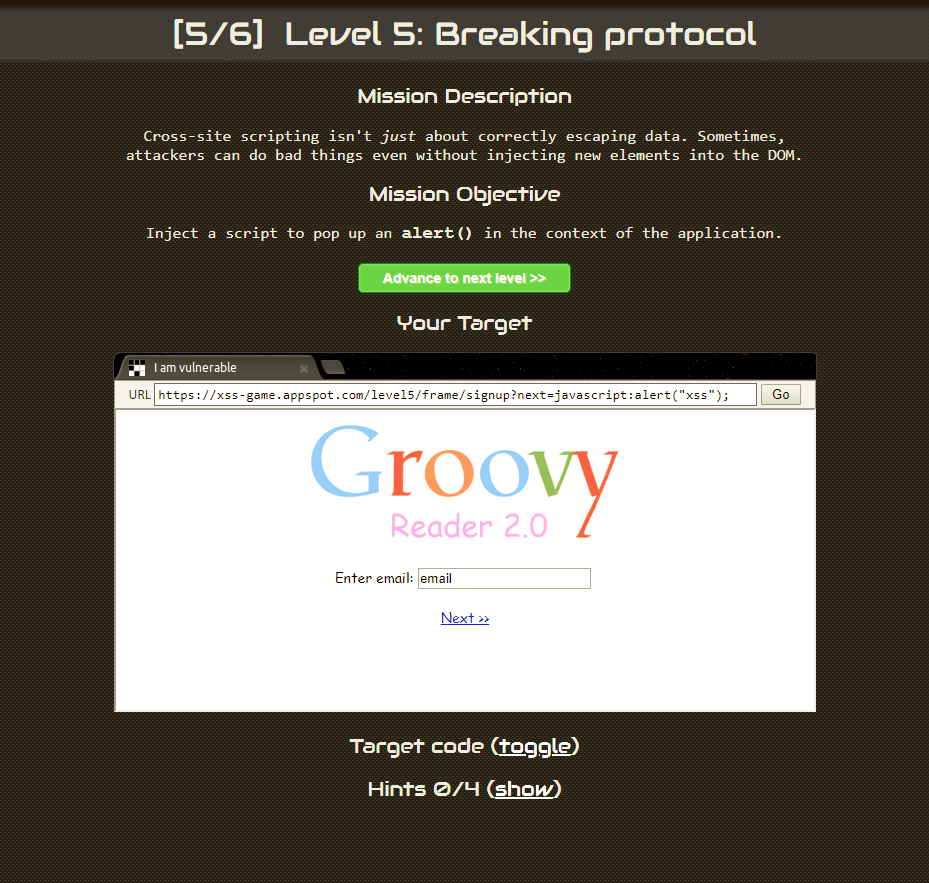 [5/6] Level 5: Breaking protocol
Mission Description
Cross-site scripting isn't just about correctly escaping data. Sometimes,
attackers can do bad things even without injecting new elements into the DOM.
Mission Objective
Inject a script to pop up an alert() in the context of the application.
Advance to next level >>
Your Target
I am vulnerable
URL https://xss-game.appspot.com/level5/frame/signup?next=javascript:alert("xss"); Go
Groovy
Reader 2.0
Enter email: email
Next >>
Target code (toggle)
Hints 0/4 (show)